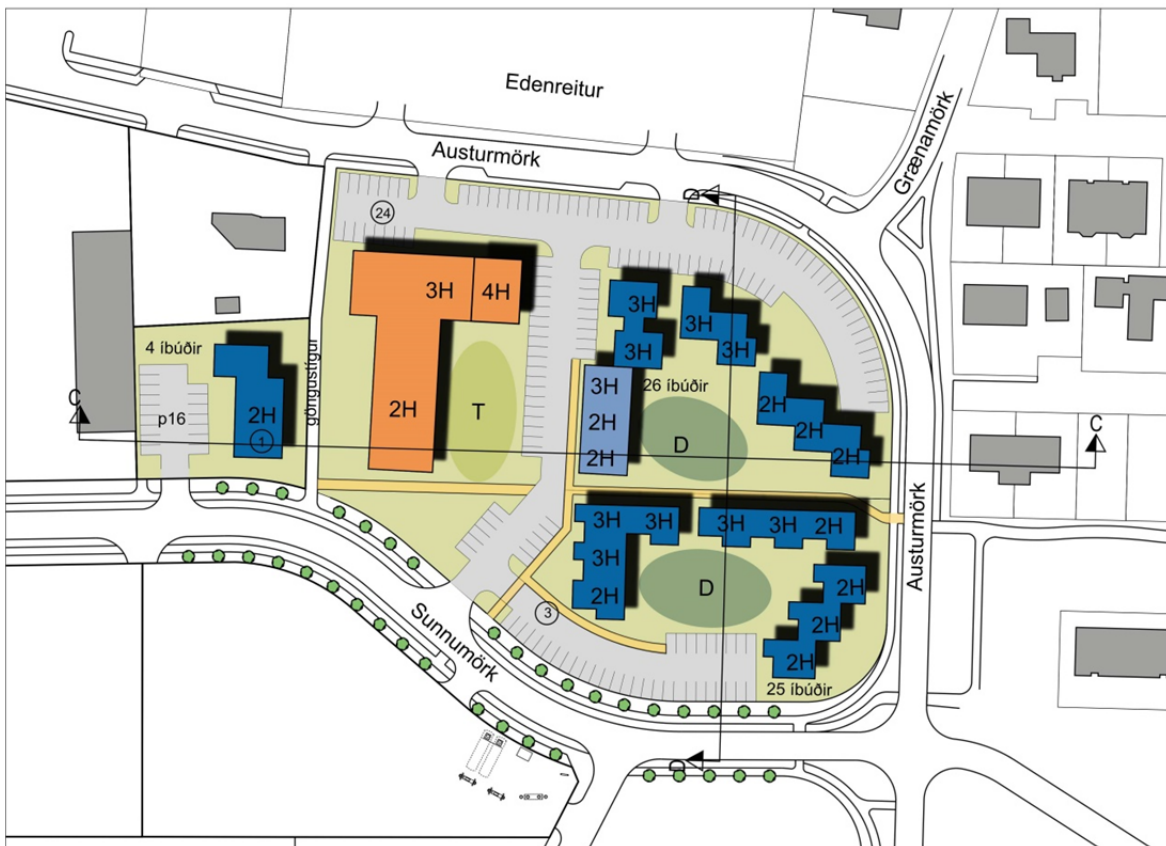 Edenreitur
Austurmörk
Grænamörk
24
3H
4H
3H
3H
3H
3H
4 íbúðir
göngustígur
C
p16
2H
1
2H
T
3H
2H
2H
26 íbúðir
D
2H
2H
2H
C
3H
3H
3H
2H
3H
3H
2H
D
2H
2H
2H
Austurmörk
3
Sunnumörk
25 íbúðir
D
D